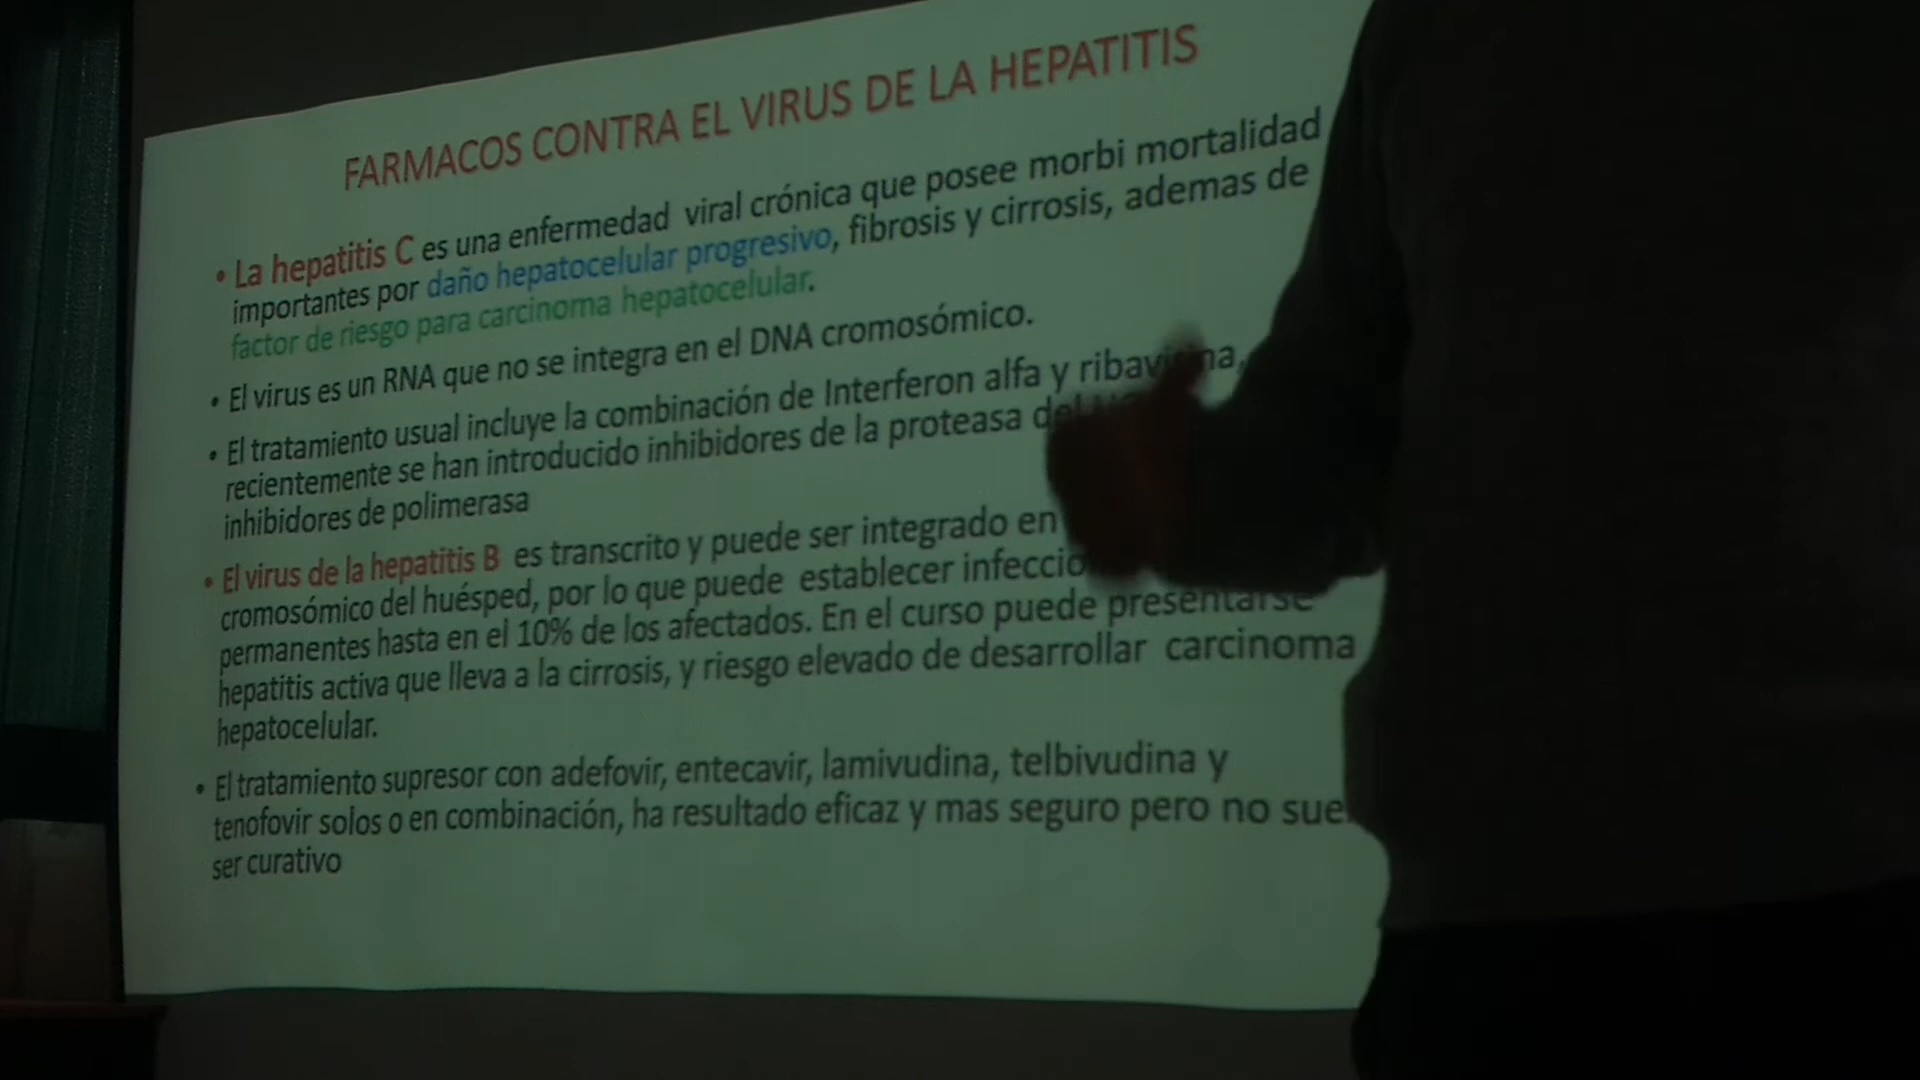 FARMACOS CONTRA EL VIRUS DE LA HEPATITIS
• La hepatitis C es una enfermedad viral crónica que posee morbi mortalidad
importantes por daño hepatocelular progresivo, fibrosis y cirrosis, ademas de
factor de riesgo para carcinoma hepatocelular.
• El virus es un RNA que no se integra en el DNA cromosómico.
• El tratamiento usual incluye la combinación de Interferon alfa y
recientemente se han introducido inhibidores de la proteasa
inhibidores de polimerasa
• El virus de la hepatitis B es transcrito y puede ser integrado en
cromosómico del huésped, por lo que puede establecer
permanentes hasta en el 10% de los afectados. En el curso puede presentarse
hepatitis activa que lleva a la cirrosis, y riesgo elevado de desarrollar carcinoma
hepatocelular.
• El tratamiento supresor con adefovir, entecavir, lamivudina, telbivudina y
tenofovir solos o en combinación, ha resultado eficaz y mas seguro pero no
ser curativo